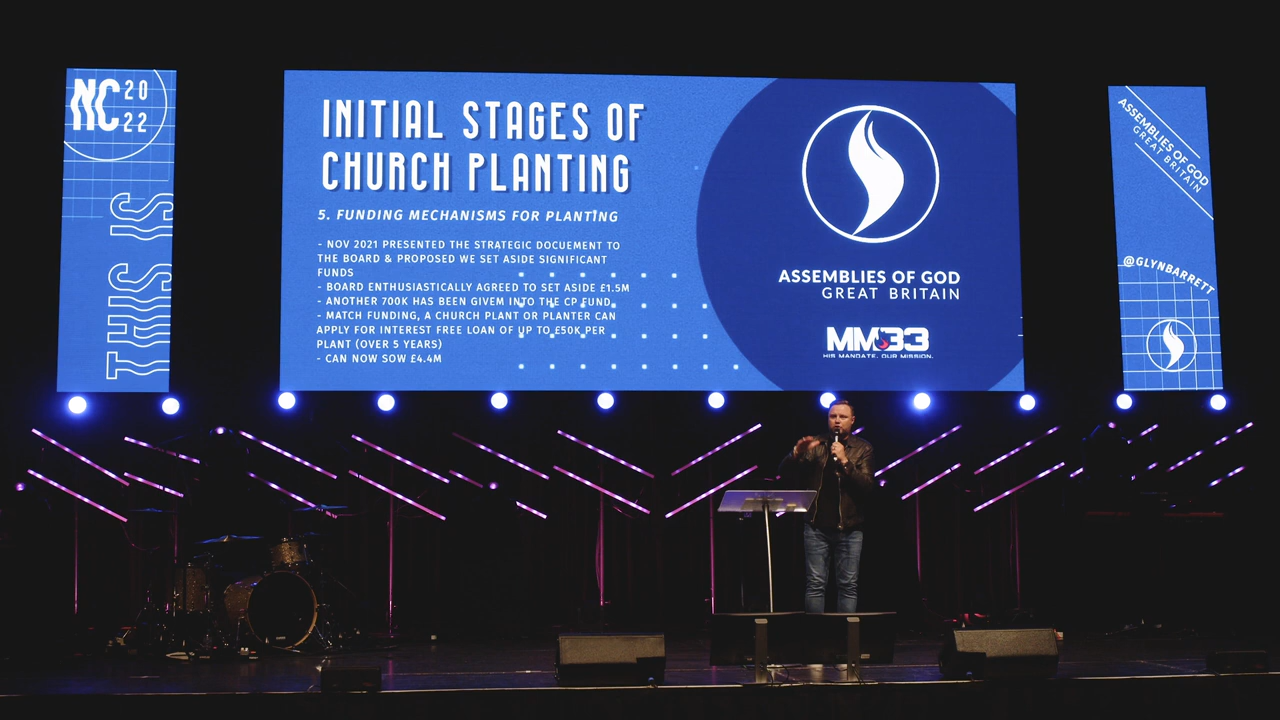 NC 20
22
THIS IS
INITIAL STAGES OF
CHURCH PLANTING
5. FUNDING MECHANISMS FOR PLANTING
- NOV 2021 PRESENTED THE STRATEGIC DOCUEMENT TO
THE BOARD & PROPOSED WE SET ASIDE SIGNIFICANT
FUNDS
- BOARD ENTHUSIASTICALLY AGREED TO SET ASIDE £1.5M
- ANOTHER 700K HAS BEEN GIVEM INTO THE CP FUND
- MATCH FUNDING, A CHURCH PLANT OR PLANTER CAN
APPLY FOR INTEREST FREE LOAN OF UP TO £50K PER
PLANT (OVER 5 YEARS)
- CAN NOW SOW £4.4M
ASSEMBLIES OF GOD
GREAT BRITAIN
MM33
HIS MANDATE. OUR MISSION.
ASSEMBLIES OF GOD
GREAT BRITAIN
@GLYNBARRETT